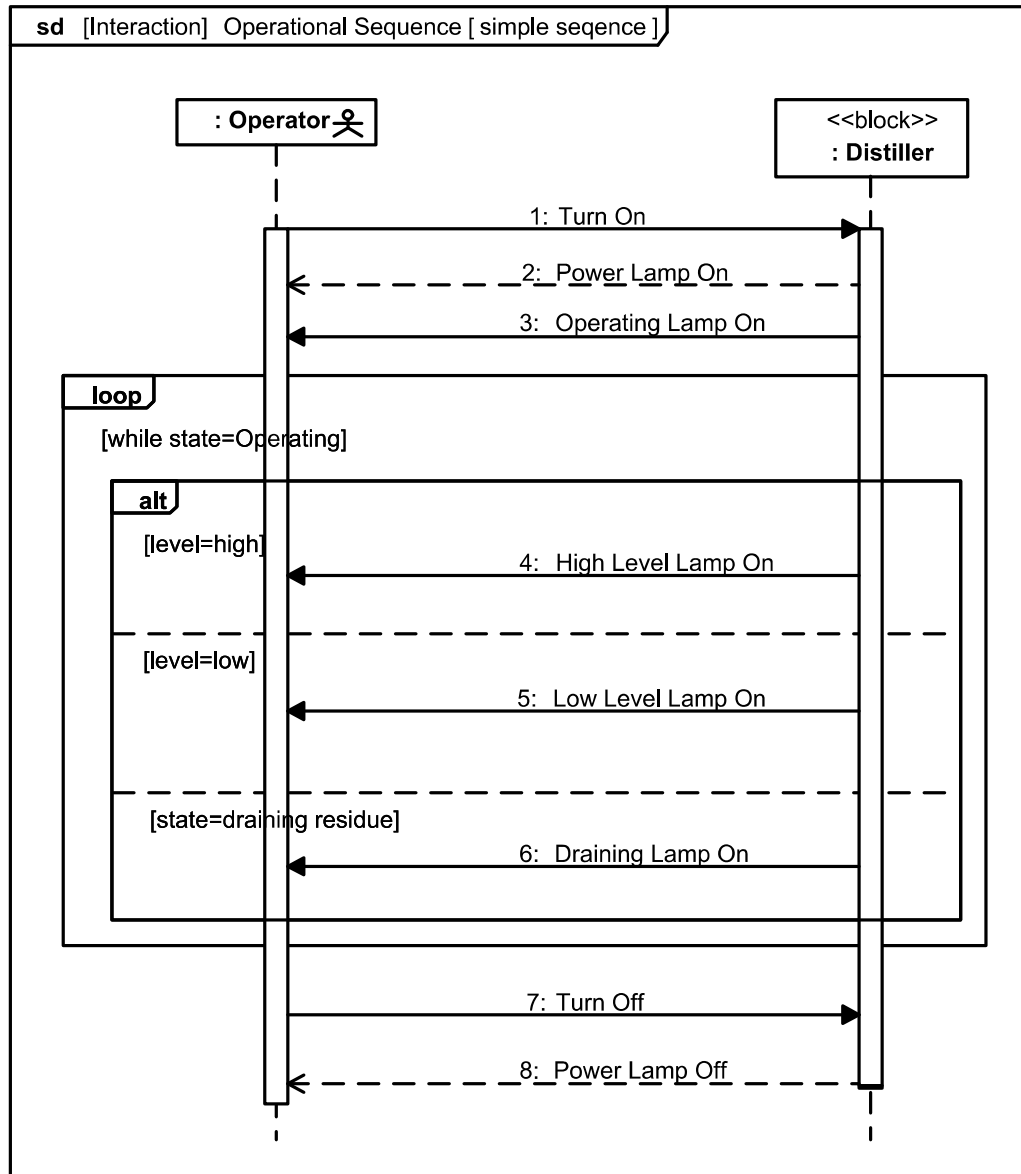 sd [Interaction] Operational Sequence [ simple seqence ]
: Operator
<<block>>
: Distiller
1: Turn On
2: Power Lamp On
3: Operating Lamp On
loop
[while state=Operating]
alt
[level=high]
4: High Level Lamp On
[level=low]
5: Low Level Lamp On
[state=draining residue]
6: Draining Lamp On
7: Turn Off
8: Power Lamp Off